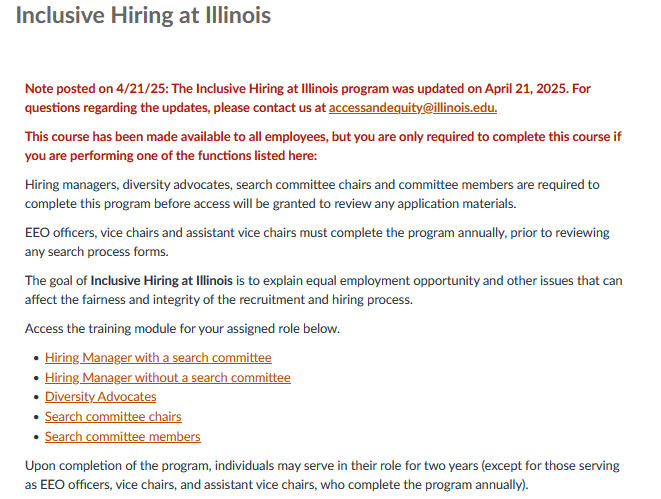 Inclusive Hiring at Illinois
Note posted on 4/21/25: The Inclusive Hiring at Illinois program was updated on April 21, 2025. For
questions regarding the updates, please contact us at accessandequity@illinois.edu.
This course has been made available to all employees, but you are only required to complete this course if
you are performing one of the functions listed here:
Hiring managers, diversity advocates, search committee chairs and committee members are required to
complete this program before access will be granted to review any application materials.
EEO officers, vice chairs and assistant vice chairs must complete the program annually, prior to reviewing
any search process forms.
The goal of Inclusive Hiring at Illinois is to explain equal employment opportunity and other issues that can
affect the fairness and integrity of the recruitment and hiring process.
Access the training module for your assigned role below.
• Hiring Manager with a search committee
• Hiring Manager without a search committee
• Diversity Advocates
• Search committee chairs
• Search committee members
Upon completion of the program, individuals may serve in their role for two years (except for those serving
as EEO officers, vice chairs, and assistant vice chairs, who complete the program annually).